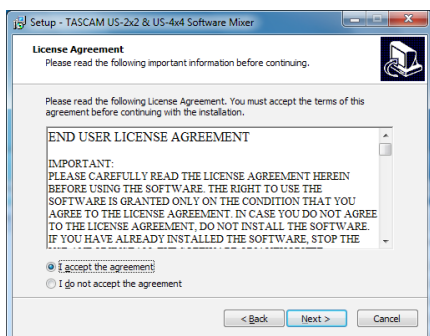 Setup - TASCAM US-2x2 & US-4x4 Software Mixer
License Agreement
Please read the following important information before continuing.
Please read the following License Agreement. You must accept the terms of this
agreement before continuing with the installation.
END USER LICENSE AGREEMENT
IMPORTANT:
PLEASE CAREFULLY READ THE LICENSE AGREEMENT HEREIN
BEFORE USING THE SOFTWARE. THE RIGHT TO USE THE
SOFTWARE IS GRANTED ONLY ON THE CONDITION THAT YOU
AGREE TO THE LICENSE AGREEMENT. IN CASE YOU DO NOT AGREE
TO THE LICENSE AGREEMENT, DO NOT INSTALL THE SOFTWARE.
IF YOU HAVE ALREADY INSTALLED THE SOFTWARE, STOP THE
I accept the agreement
I do not accept the agreement
< Back Next > Cancel